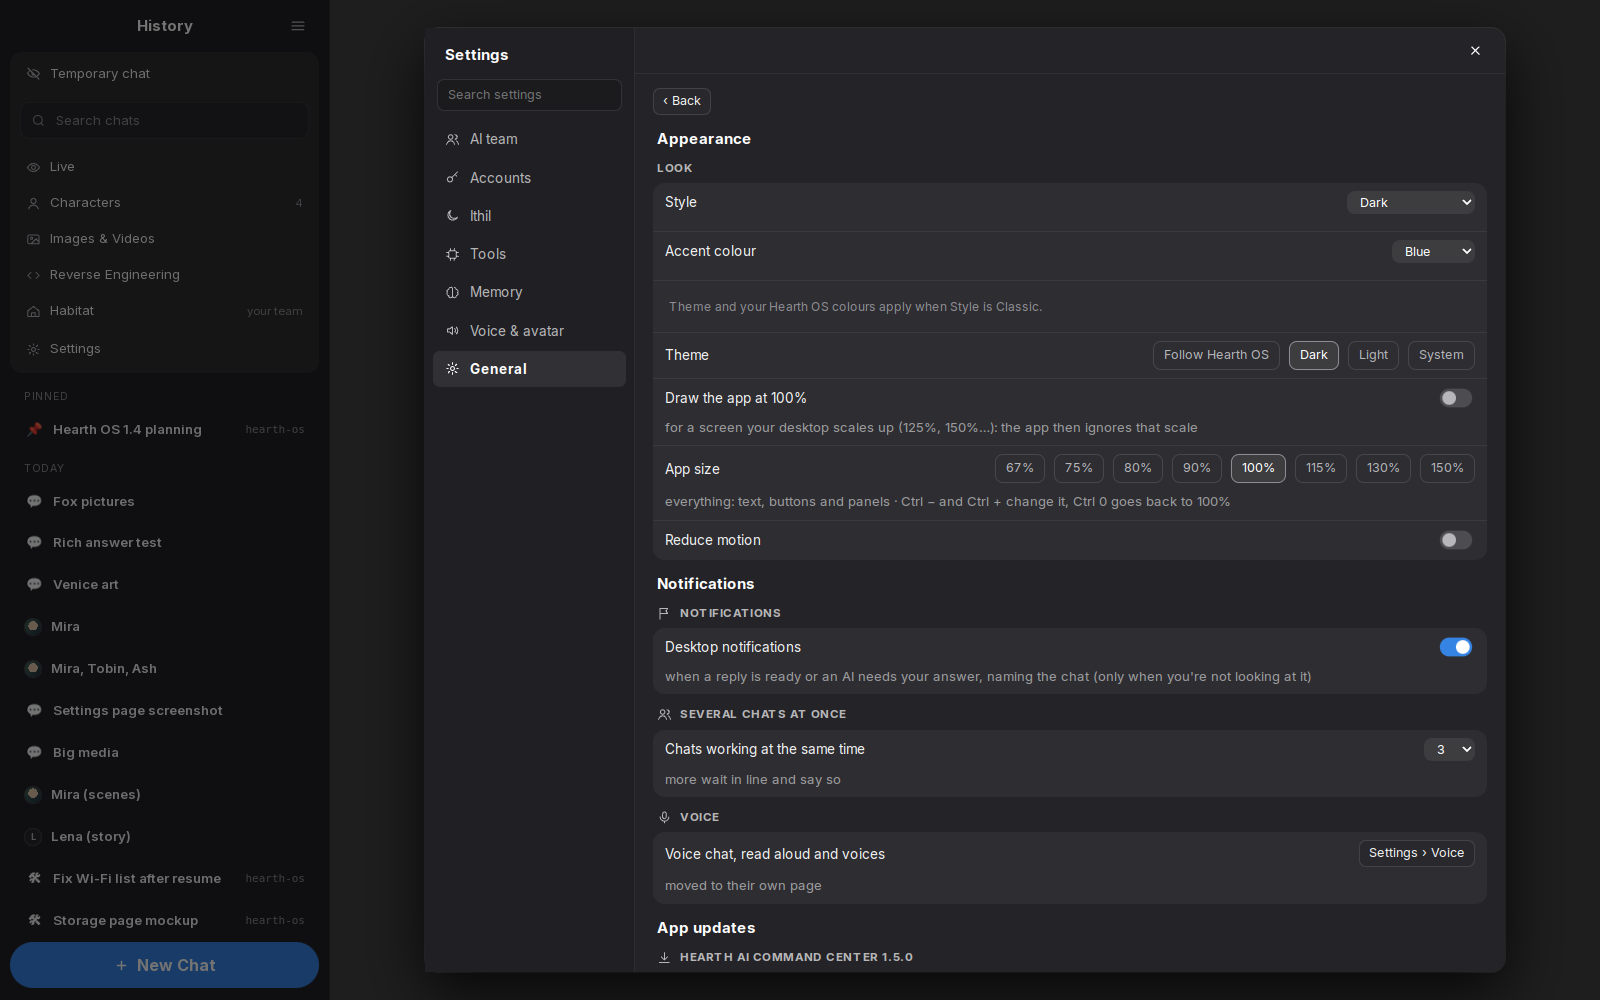 History
Temporary chat
Search chats
Live
Characters 4
Images & Videos
Reverse Engineering
Habitat your team
Settings
PINNED
Hearth OS 1.4 planning hearth-os
TODAY
Fox pictures
Rich answer test
Venice art
Mira
Mira, Tobin, Ash
Settings page screenshot
Big media
Mira (scenes)
L Lena (story)
Fix Wi-Fi list after resume hearth-os
Storage page mockup hearth-os
+ New Chat
Settings
Search settings
AI team
Accounts
Ithil
Tools
Memory
Voice & avatar
General
×
‹ Back
Appearance
LOOK
Style Dark
Accent colour Blue
Theme and your Hearth OS colours apply when Style is Classic.
Theme Follow Hearth OS Dark Light System
Draw the app at 100%
for a screen your desktop scales up (125%, 150%...): the app then ignores that scale
App size 67% 75% 80% 90% 100% 115% 130% 150%
everything: text, buttons and panels · Ctrl − and Ctrl + change it, Ctrl 0 goes back to 100%
Reduce motion
Notifications
NOTIFICATIONS
Desktop notifications
when a reply is ready or an AI needs your answer, naming the chat (only when you're not looking at it)
SEVERAL CHATS AT ONCE
Chats working at the same time 3
more wait in line and say so
VOICE
Voice chat, read aloud and voices Settings › Voice
moved to their own page
App updates
HEARTH AI COMMAND CENTER 1.5.0